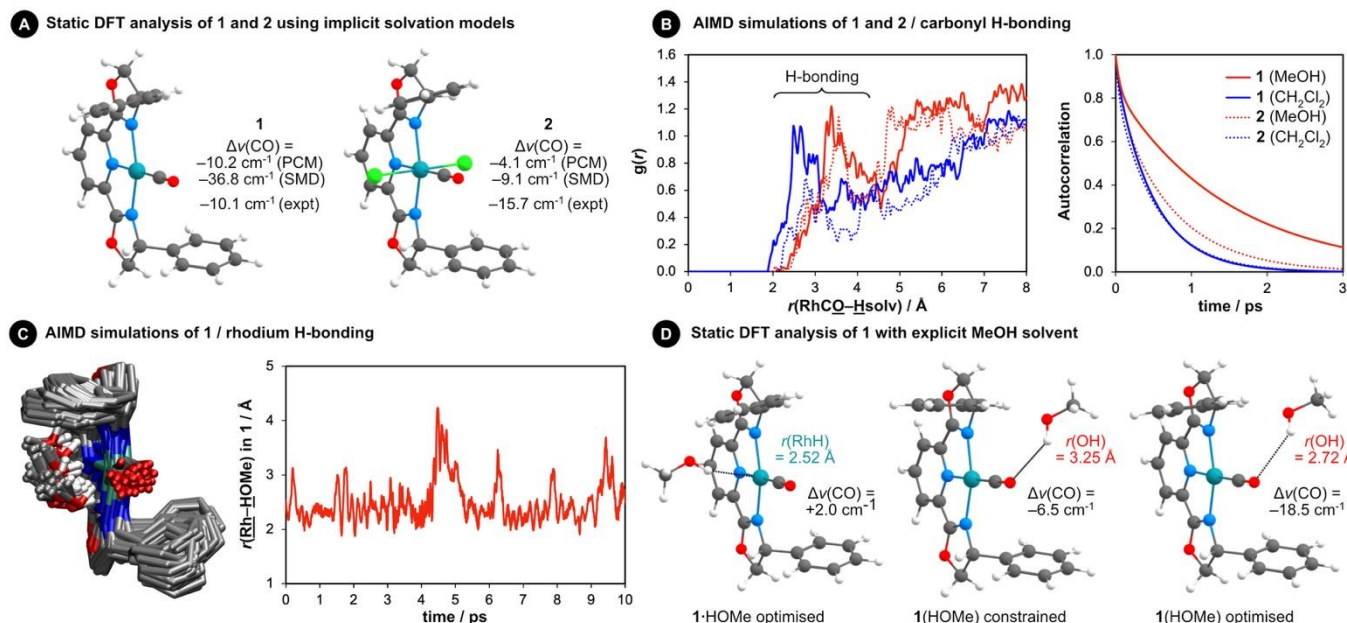 A Static DFT analysis of 1 and 2 using implicit solvation models
1
Δν(CO) =
–10.2 cm⁻¹ (PCM)
–36.8 cm⁻¹ (SMD)
–10.1 cm⁻¹ (expt)
2
Δν(CO) =
–4.1 cm⁻¹ (PCM)
–9.1 cm⁻¹ (SMD)
–15.7 cm⁻¹ (expt)
B AIMD simulations of 1 and 2 / carbonyl H-bonding
g(r)
1.6
1.4
1.2
1.0
0.8
0.6
0.4
0.2
0.0
H-bonding
0 1 2 3 4 5 6 7 8
r(RhCO–Hsolv) / Å
Autocorrelation
1.0
0.8
0.6
0.4
0.2
0.0
1 (MeOH)
1 (CH₂Cl₂)
2 (MeOH)
2 (CH₂Cl₂)
0 1 2 3
time / ps
C AIMD simulations of 1 / rhodium H-bonding
r(Rh–HOMe) in 1 / Å
5
4
3
2
1
0 1 2 3 4 5 6 7 8 9 10
time / ps
D Static DFT analysis of 1 with explicit MeOH solvent
r(RhH)
= 2.52 Å
Δν(CO) =
+2.0 cm⁻¹
1·HOMe optimised
r(OH)
= 3.25 Å
Δν(CO) =
–6.5 cm⁻¹
1(HOMe) constrained
r(OH)
= 2.72 Å
Δν(CO) =
–18.5 cm⁻¹
1(HOMe) optimised